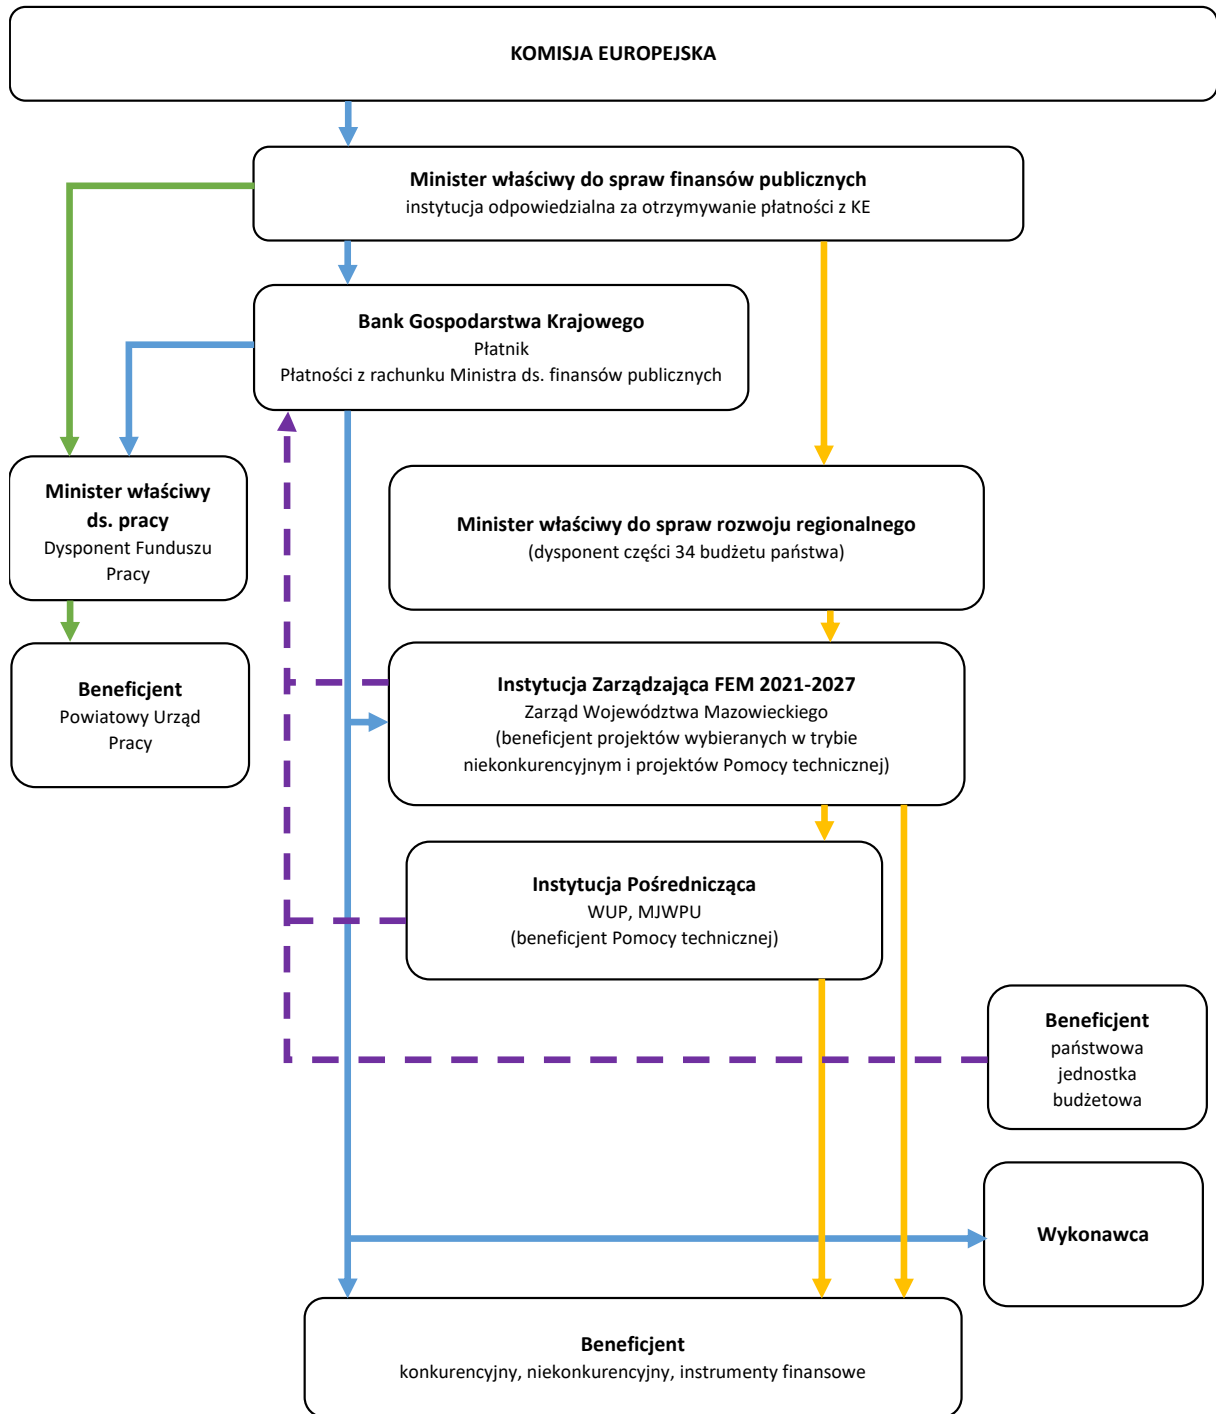 KOMISJA EUROPEJSKA
Minister właściwy do spraw finansów publicznych
instytucja odpowiedzialna za otrzymywanie płatności z KE
Bank Gospodarstwa Krajowego
Płatnik
Płatności z rachunku Ministra ds. finansów publicznych
Minister właściwy
ds. pracy
Dysponent Funduszu
Pracy
Minister właściwy do spraw rozwoju regionalnego
(dysponent części 34 budżetu państwa)
Beneficjent
Powiatowy Urząd
Pracy
Instytucja Zarządzająca FEM 2021-2027
Zarząd Województwa Mazowieckiego
(beneficjent projektów wybieranych w trybie
niekonkurencyjnym i projektów Pomocy technicznej)
Instytucja Pośrednicząca
WUP, MJWPU
(beneficjent Pomocy technicznej)
Beneficjent
państwowa
jednostka
budżetowa
Wykonawca
Beneficjent
konkurencyjny, niekonkurencyjny, instrumenty finansowe